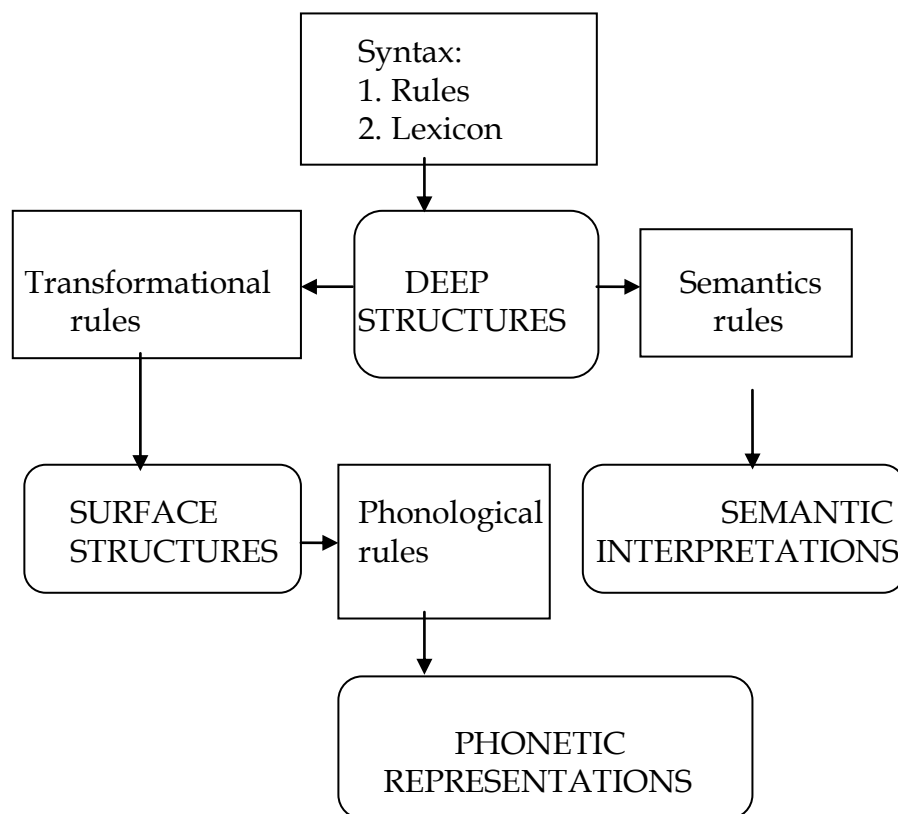 Syntax:
1. Rules
2. Lexicon
Transformational
rules
DEEP
STRUCTURES
Semantics
rules
SURFACE
STRUCTURES
Phonological
rules
SEMANTIC
INTERPRETATIONS
PHONETIC
REPRESENTATIONS